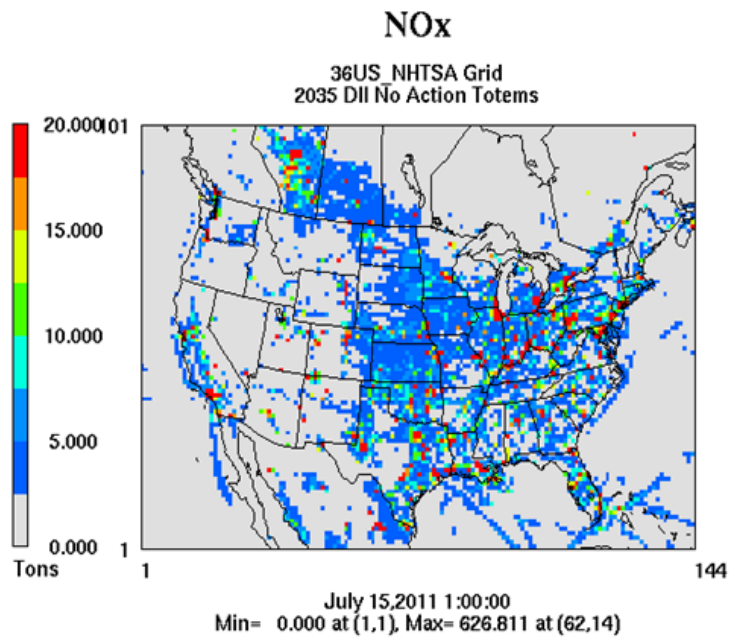 NOx
36US_NHTSA Grid
2035 DII No Action Totems
20.000
15.000
10.000
5.000
0.000
Tons
101
1
1
144
July 15,2011 1:00:00
Min= 0.000 at (1,1), Max= 626.811 at (62,14)